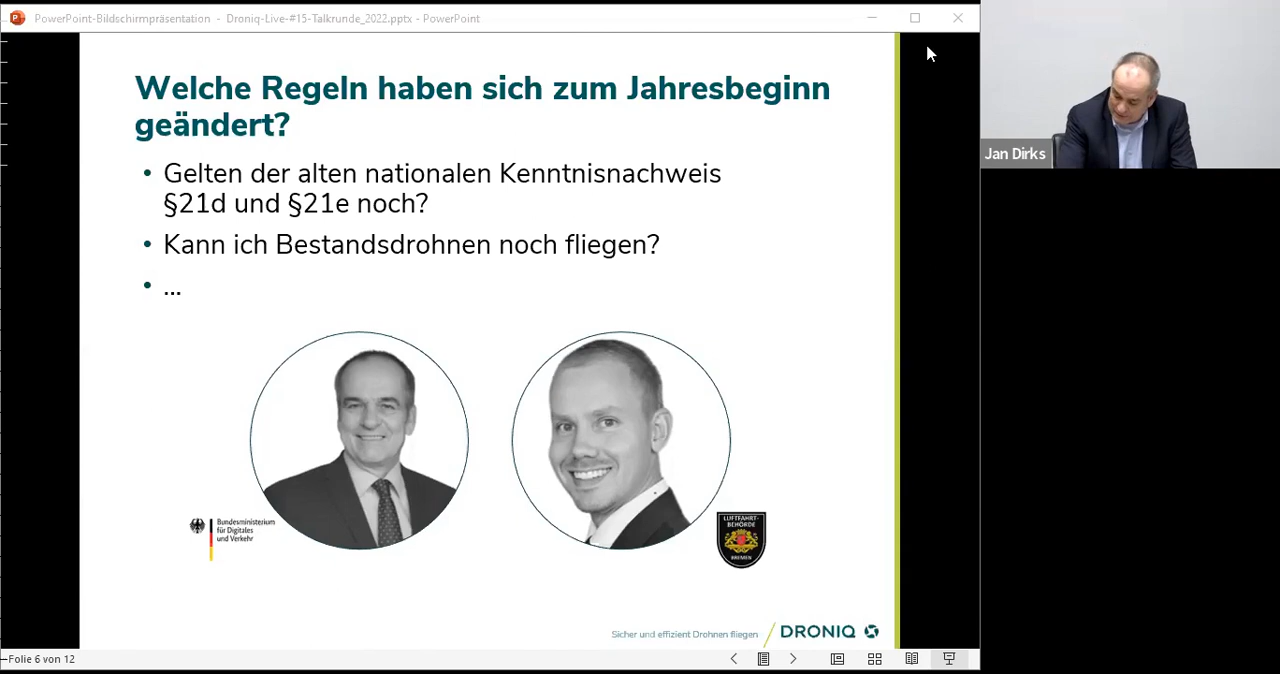 PowerPoint-Bildschirmpräsentation - Droniq-Live-#15-Talkrunde_2022.pptx - PowerPoint
Welche Regeln haben sich zum Jahresbeginn
geändert?
• Gelten der alten nationalen Kenntnisnachweis
§21d und §21e noch?
• Kann ich Bestandsdrohnen noch fliegen?
• ...
Jan Dirks
Bundesministerium
für Digitales
und Verkehr
LUFTFAHRT-
BEHÖRDE
BREMEN
Sicher und effizient Drohnen fliegen
DRONIQ
Folie 6 von 12